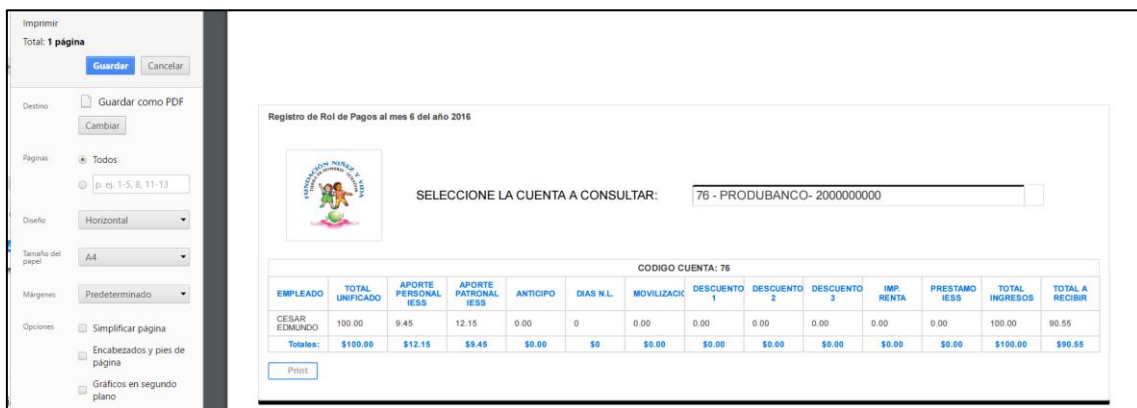 Imprimir
Total: 1 página
Guardar Cancelar
Destino Guardar como PDF
Cambiar
Páginas Todos
p. ej. 1-5, 8, 11-13
Diseño Horizontal
Tamaño del papel A4
Márgenes Predeterminado
Opciones Simplificar página
Encabezados y pies de página
Gráficos en segundo plano
Registro de Rol de Pagos al mes 6 del año 2016
FUNDACIÓN NIÑEZ Y VIDA
SELECCIONE LA CUENTA A CONSULTAR: 76 - PRODUBANCO- 2000000000
CODIGO CUENTA: 76
EMPLEADO TOTAL UNIFICADO APORTE PERSONAL IESS APORTE PATRONAL IESS ANTICIPO DIAS N.L. MOVILIZACIO DESCUENTO 1 DESCUENTO 2 DESCUENTO 3 IMP. RENTA PRESTAMO IESS TOTAL INGRESOS TOTAL A RECIBIR
CESAR EDMUNDO 100.00 9.45 12.15 0.00 0 0.00 0.00 0.00 0.00 0.00 0.00 100.00 90.55
Totales: $100.00 $12.15 $9.45 $0.00 $0 $0.00 $0.00 $0.00 $0.00 $0.00 $0.00 $100.00 $90.55
Print